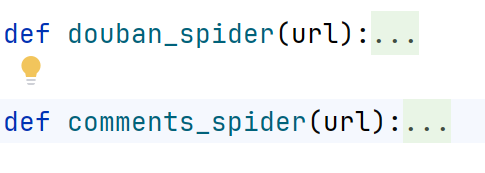 def douban_spider(url):...
def comments_spider(url):...